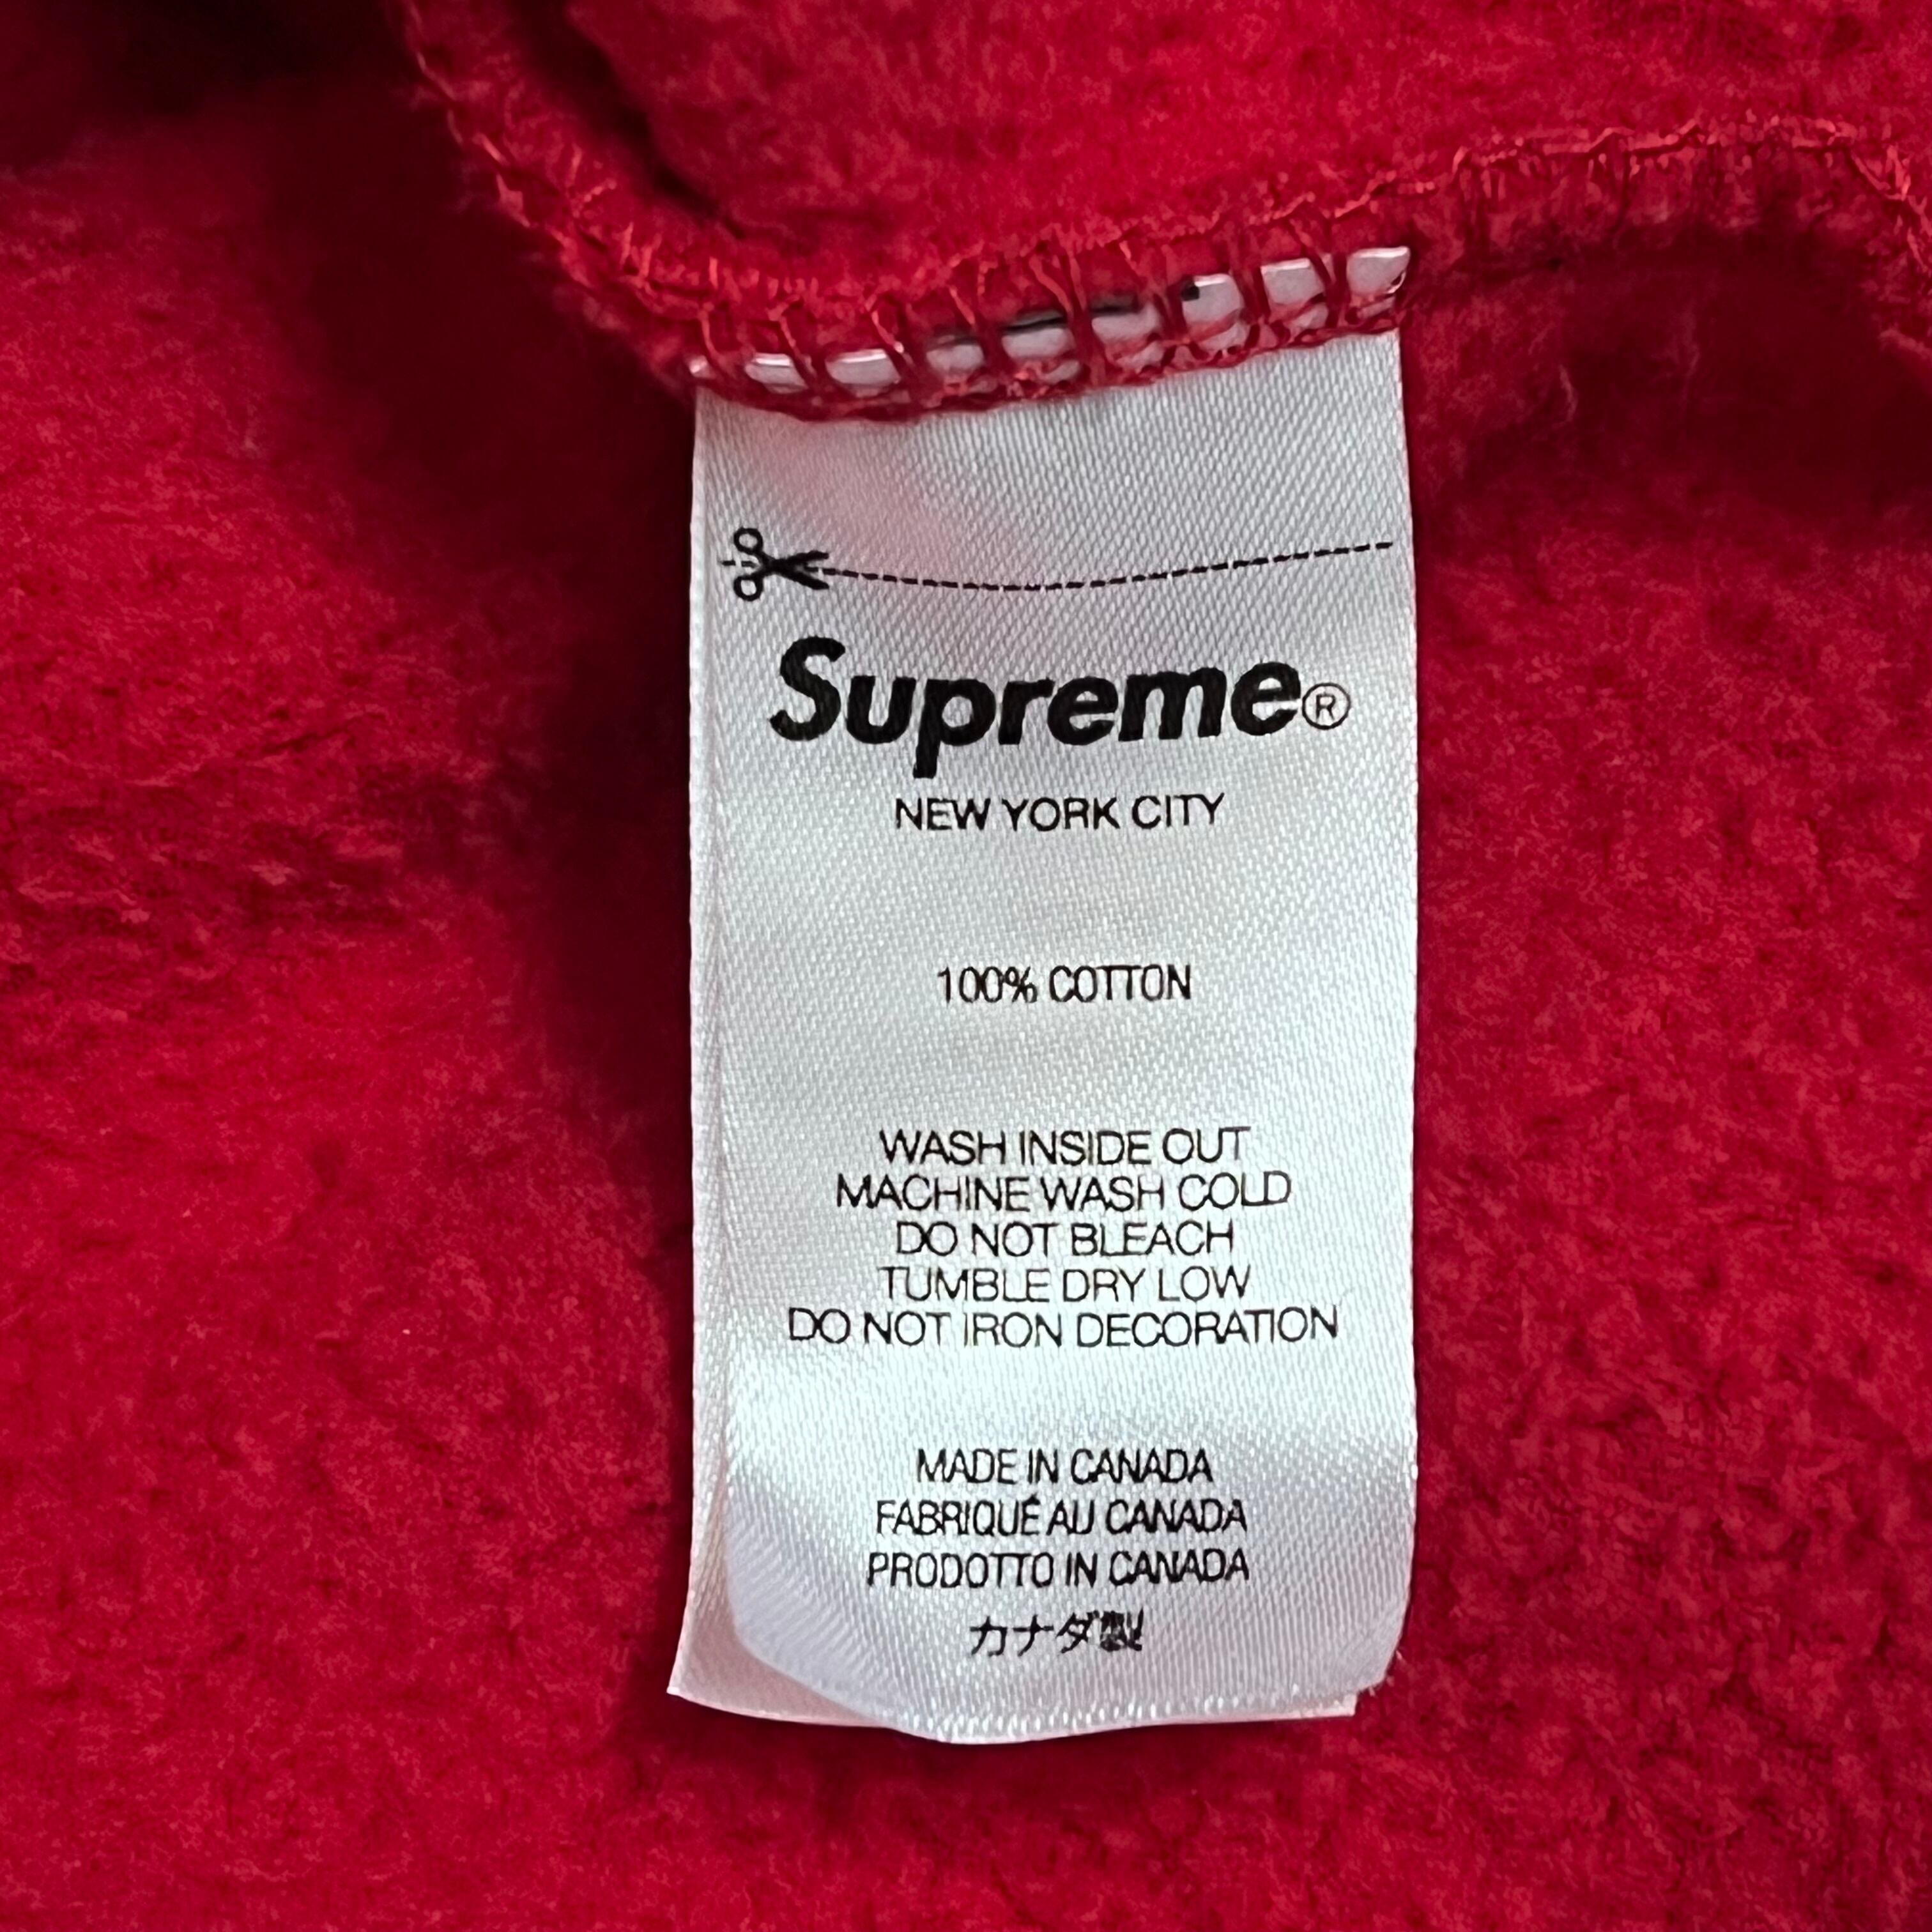 Supreme®
NEW YORK CITY
100% COTTON
WASH INSIDE OUT
MACHINE WASH COLD
DO NOT BLEACH
TUMBLE DRY LOW
DO NOT IRON DECORATION
MADE IN CANADA
FABRIQUÉ AU CANADA
PRODOTTO IN CANADA
カナダ製